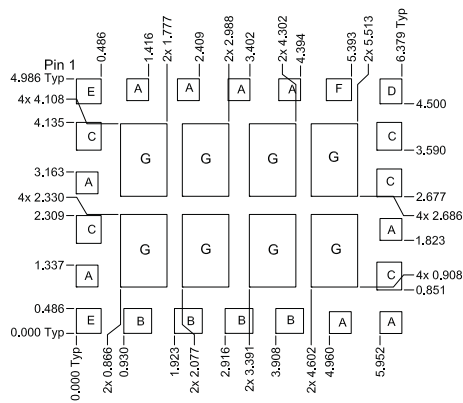 0.486
1.416
2x 1.777
2.409
2x 2.988
3.402
2x 4.302
4.394
5.393
2x 5.513
6.379 Typ
Pin 1
4.986 Typ
4x 4.108
4.135
3.163
4x 2.330
2.309
1.337
0.486
0.000 Typ
E A A A A F D
C C
G G G G
A C
C A
G G G G
A C
E B B B B A A
4.500
3.590
2.677
4x 2.686
1.823
4x 0.908
0.851
0.000 Typ
2x 0.866
0.930
1.923
2x 2.077
2.916
2x 3.391
3.908
2x 4.602
4.960
5.952